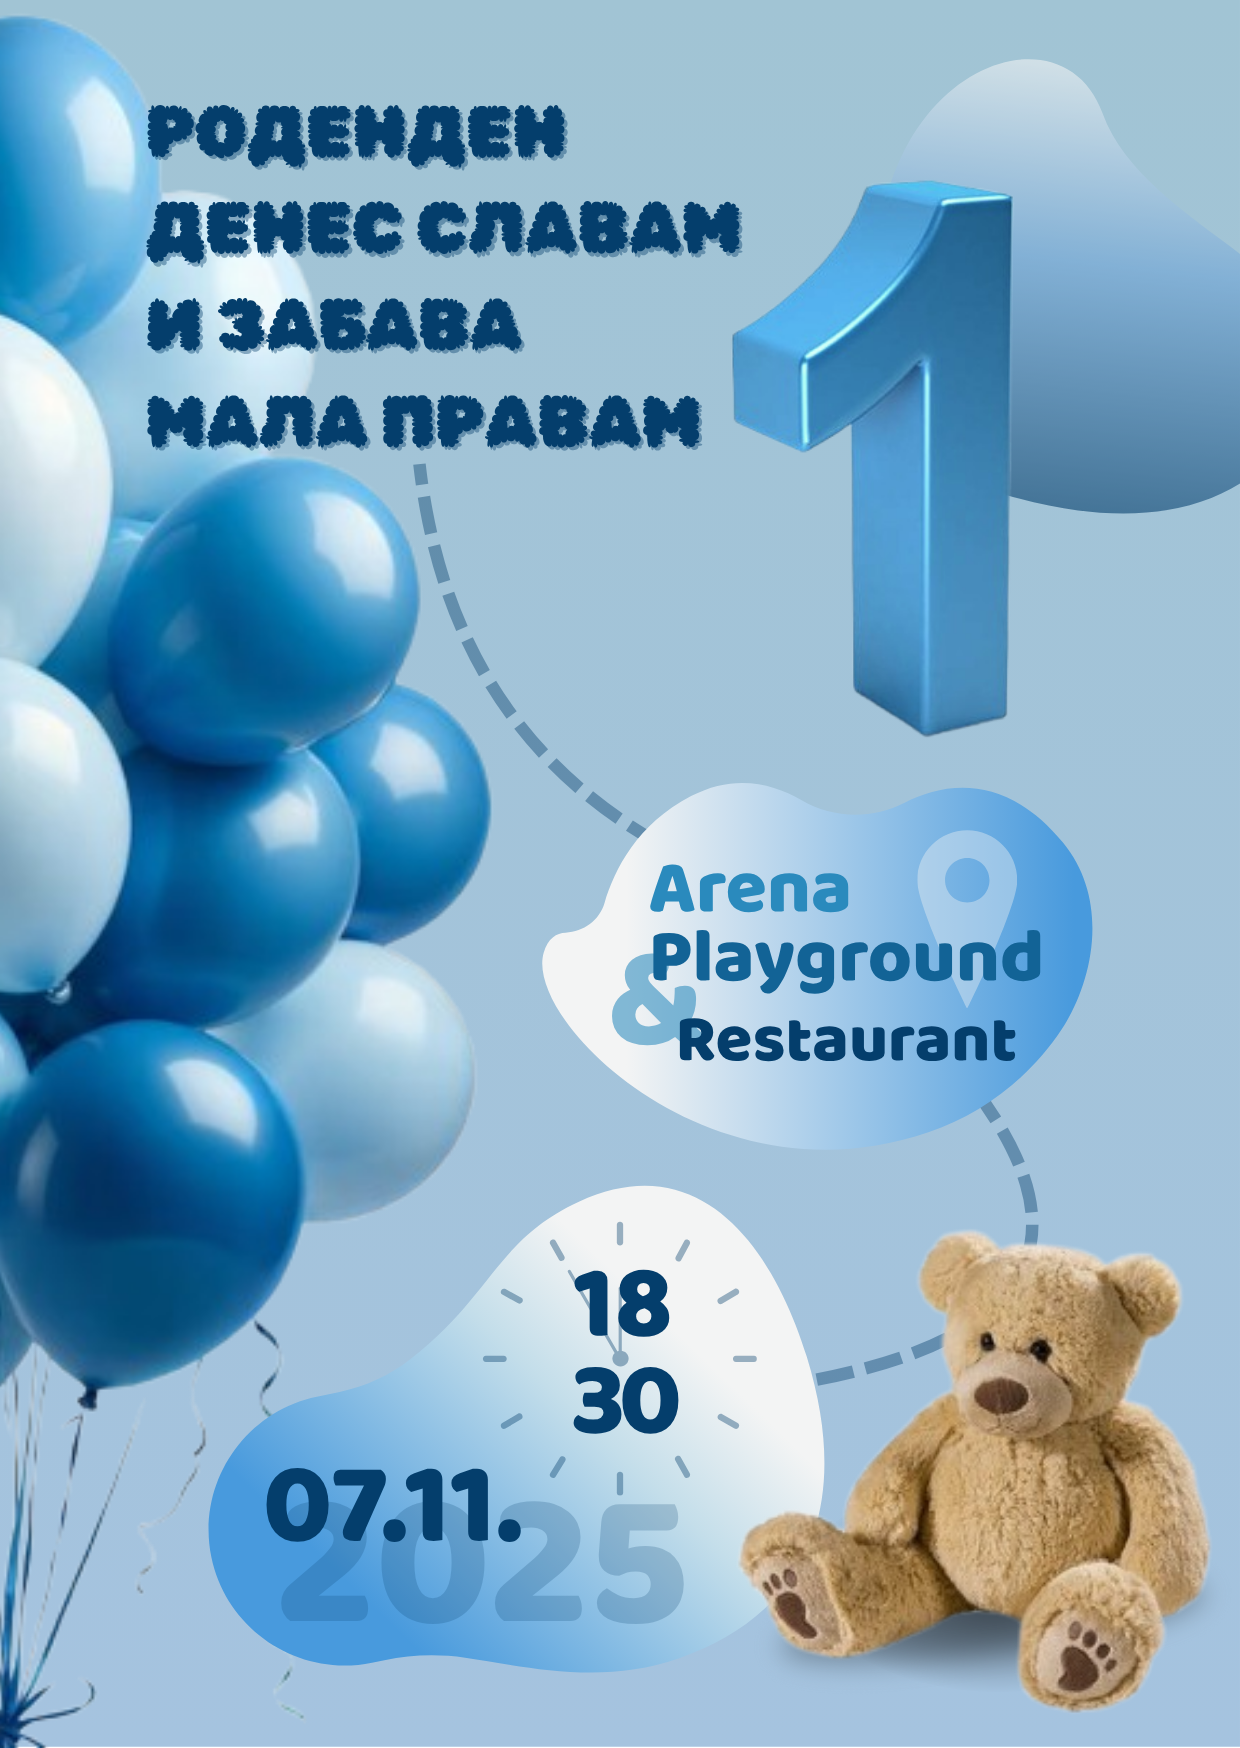 РОДЕНДЕН
ДЕНЕС СЛАВАМ
И ЗАБАВА
МАЛА ПРАВАМ
1
Arena
Playground
&
Restaurant
18
30
07.11.
2025